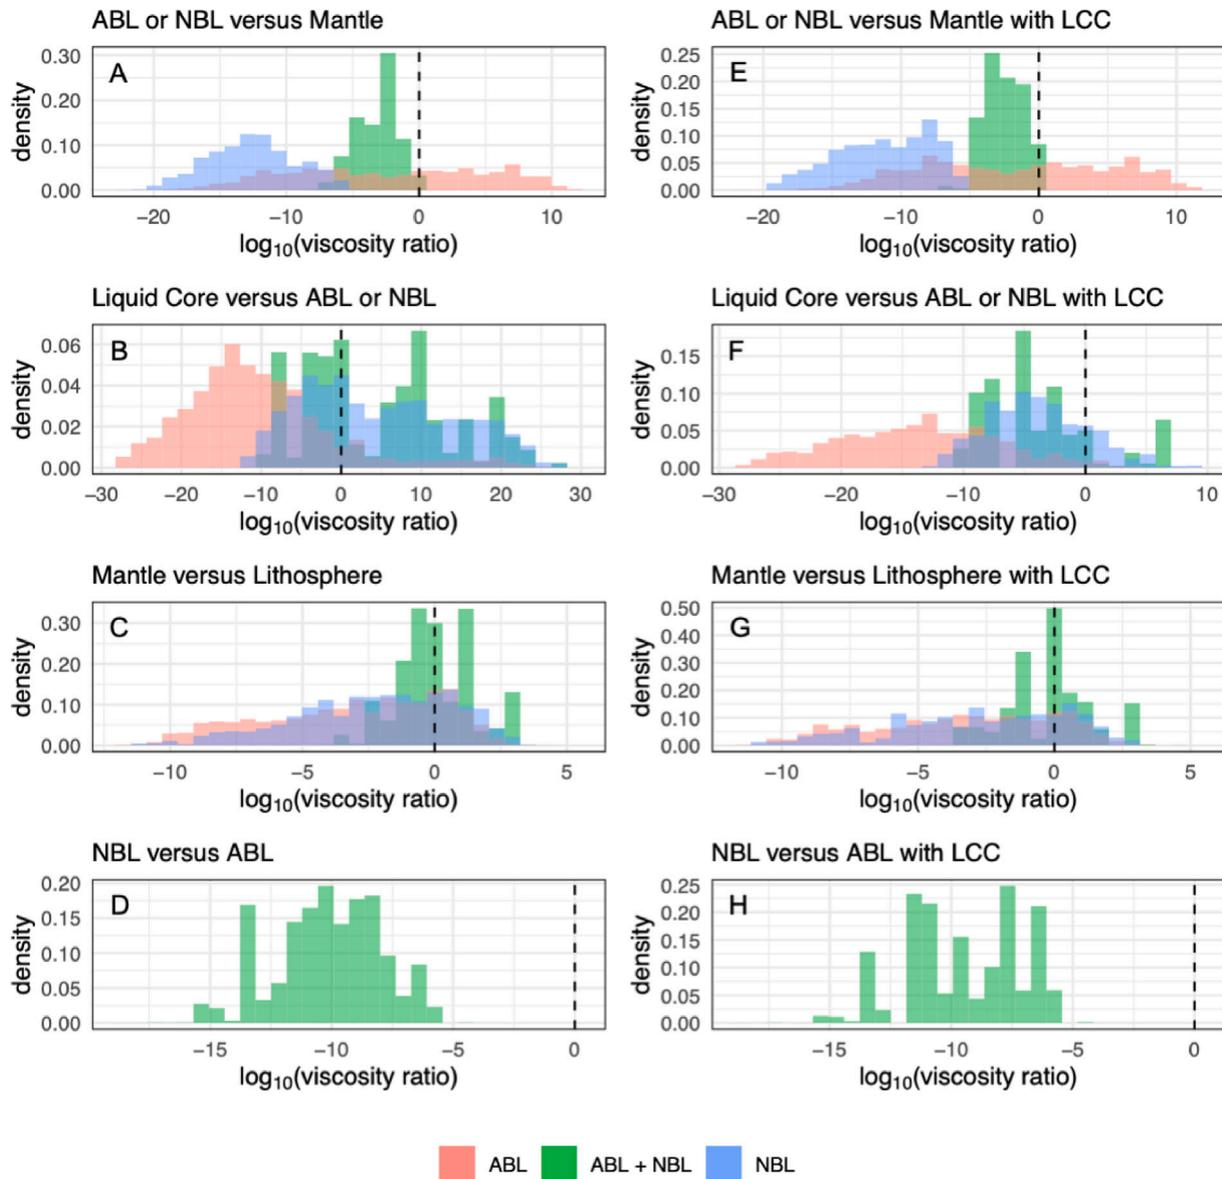 ABL or NBL versus Mantle
A
density
0.30
0.20
0.10
0.00
−20 −10 0 10
log10(viscosity ratio)
ABL or NBL versus Mantle with LCC
E
density
0.25
0.20
0.15
0.10
0.05
0.00
−20 −10 0 10
log10(viscosity ratio)
Liquid Core versus ABL or NBL
B
density
0.06
0.04
0.02
0.00
−30 −20 −10 0 10 20 30
log10(viscosity ratio)
Liquid Core versus ABL or NBL with LCC
F
density
0.15
0.10
0.05
0.00
−30 −20 −10 0 10
log10(viscosity ratio)
Mantle versus Lithosphere
C
density
0.30
0.20
0.10
0.00
−10 −5 0 5
log10(viscosity ratio)
Mantle versus Lithosphere with LCC
G
density
0.50
0.40
0.30
0.20
0.10
0.00
−10 −5 0 5
log10(viscosity ratio)
NBL versus ABL
D
density
0.20
0.15
0.10
0.05
0.00
−15 −10 −5 0
log10(viscosity ratio)
NBL versus ABL with LCC
H
density
0.25
0.20
0.15
0.10
0.05
0.00
−15 −10 −5 0
log10(viscosity ratio)
ABL ABL + NBL NBL